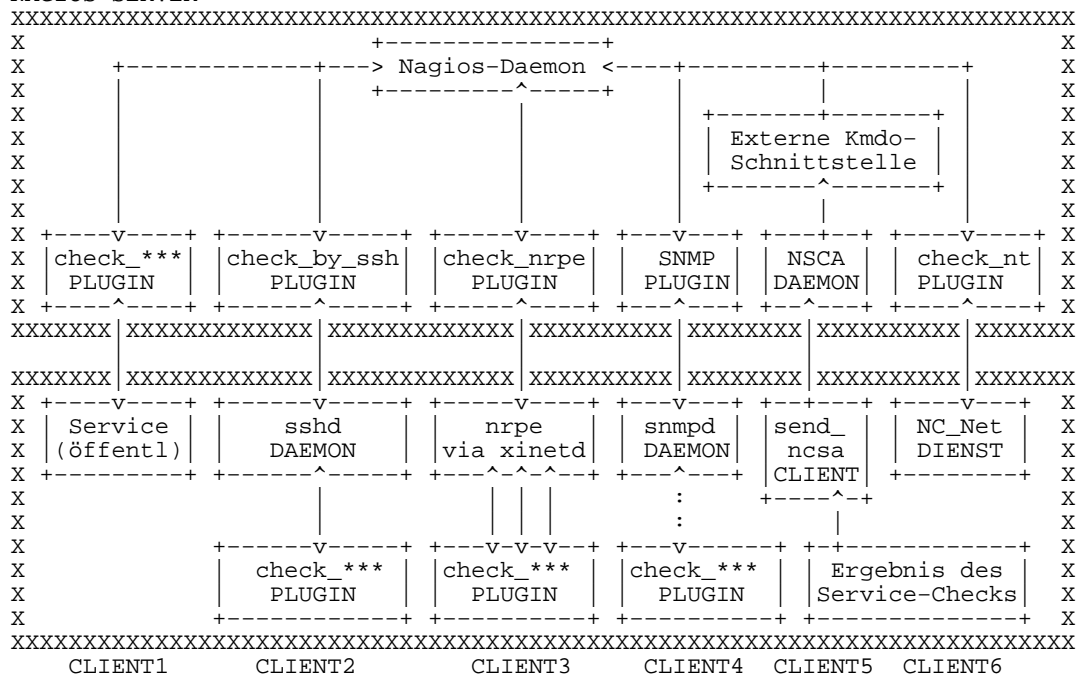 Nagios-Daemon
Externe Kmdo-
Schnittstelle
check_*** check_by_ssh check_nrpe SNMP NSCA check_nt
PLUGIN PLUGIN PLUGIN PLUGIN DAEMON PLUGIN
Service sshd nrpe snmpd send_ NC_Net
(öffentl) DAEMON via xinetd DAEMON ncsa DIENST
CLIENT
check_*** check_*** check_*** Ergebnis des
PLUGIN PLUGIN PLUGIN Service-Checks
CLIENT1 CLIENT2 CLIENT3 CLIENT4 CLIENT5 CLIENT6